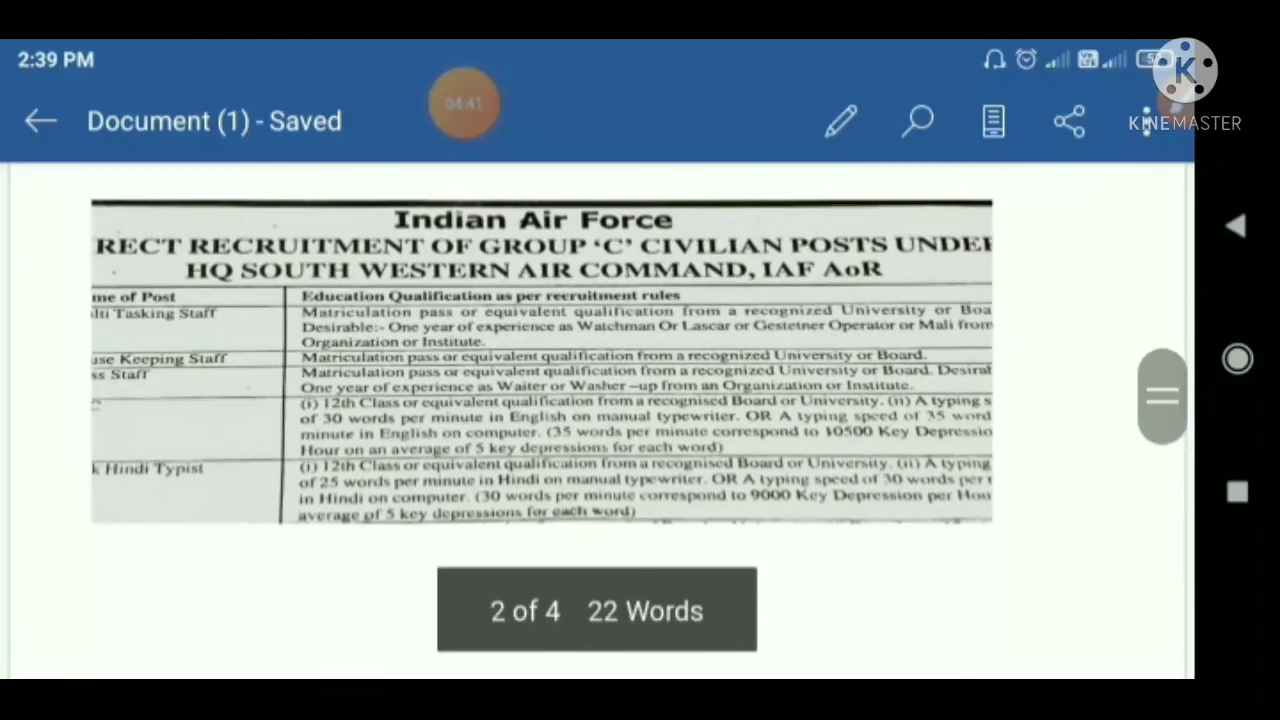 2:39 PM
57
Document (1) - Saved
04:41
K
KINEMASTER
Indian Air Force
RECT RECRUITMENT OF GROUP ‘C’ CIVILIAN POSTS UNDER
HQ SOUTH WESTERN AIR COMMAND, IAF AoR
me of Post Education Qualification as per recruitment rules
lti Tasking Staff Matriculation pass or equivalent qualification from a recognized University or Boa
Desirable:- One year of experience as Watchman Or Lascar or Gestetner Operator or Mali from
Organization or Institute.
use Keeping Staff Matriculation pass or equivalent qualification from a recognized University or Board.
ss Staff Matriculation pass or equivalent qualification from a recognized University or Board. Desirab
One year of experience as Waiter or Washer –up from an Organization or Institute.
C (i) 12th Class or equivalent qualification from a recognised Board or University. (ii) A typing s
of 30 words per minute in English on manual typewriter. OR A typing speed of 35 word
minute in English on computer. (35 words per minute correspond to 10500 Key Depressio
Hour on an average of 5 key depressions for each word)
k Hindi Typist (i) 12th Class or equivalent qualification from a recognised Board or University. (ii) A typing
of 25 words per minute in Hindi on manual typewriter. OR A typing speed of 30 words per
in Hindi on computer. (30 words per minute correspond to 9000 Key Depression per Hou
average of 5 key depressions for each word)
2 of 4 22 Words